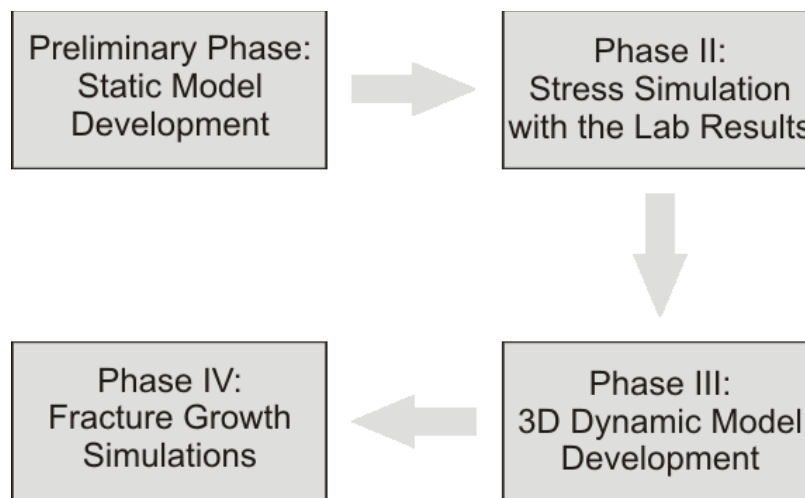 Preliminary Phase:
Static Model
Development
Phase II:
Stress Simulation
with the Lab Results
Phase III:
3D Dynamic Model
Development
Phase IV:
Fracture Growth
Simulations